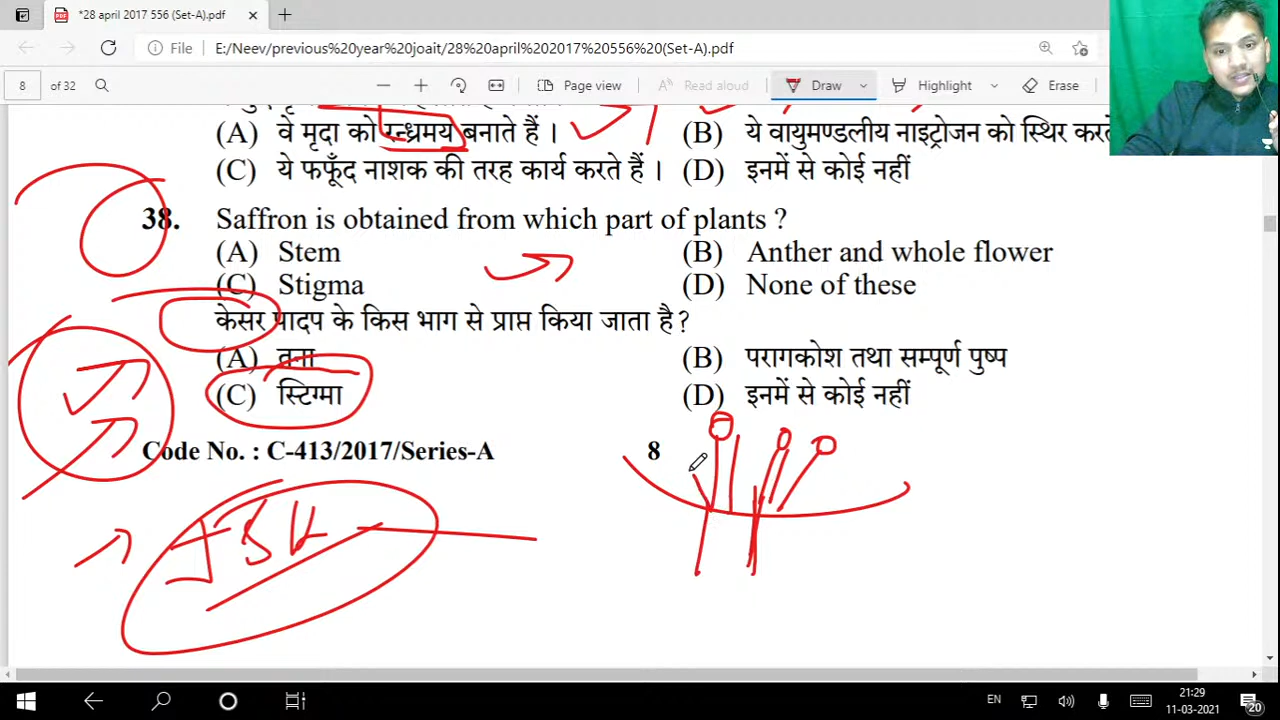 *28 april 2017 556 (Set-A).pdf
File E:/Neev/previous%20year%20joait/28%20april%202017%20556%20(Set-A).pdf
8 of 32 Page view Read aloud Draw Highlight Erase
(A) वे मृदा को रन्ध्रमय बनाते हैं । (B) ये वायुमण्डलीय नाइट्रोजन को स्थिर करते
(C) ये फफूँद नाशक की तरह कार्य करते हैं । (D) इनमें से कोई नहीं
38. Saffron is obtained from which part of plants ?
(A) Stem (B) Anther and whole flower
(C) Stigma (D) None of these
केसर पादप के किस भाग से प्राप्त किया जाता है?
(A) तना (B) परागकोश तथा सम्पूर्ण पुष्प
(C) स्टिग्मा (D) इनमें से कोई नहीं
Code No. : C-413/2017/Series-A 8
J&K
EN 21:29
11-03-2021 20